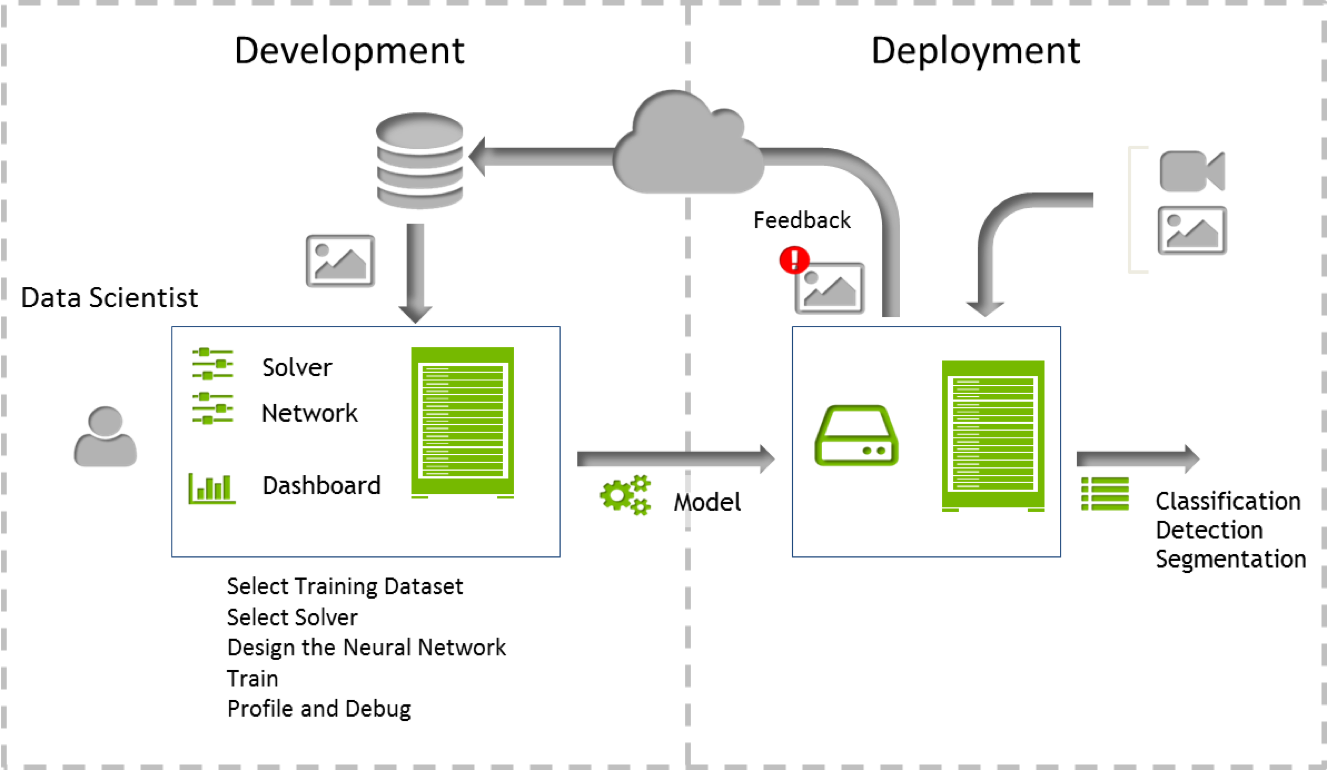 Development
Deployment
Feedback
Data Scientist
Solver
Network
Dashboard
Model
Classification
Detection
Segmentation
Select Training Dataset
Select Solver
Design the Neural Network
Train
Profile and Debug